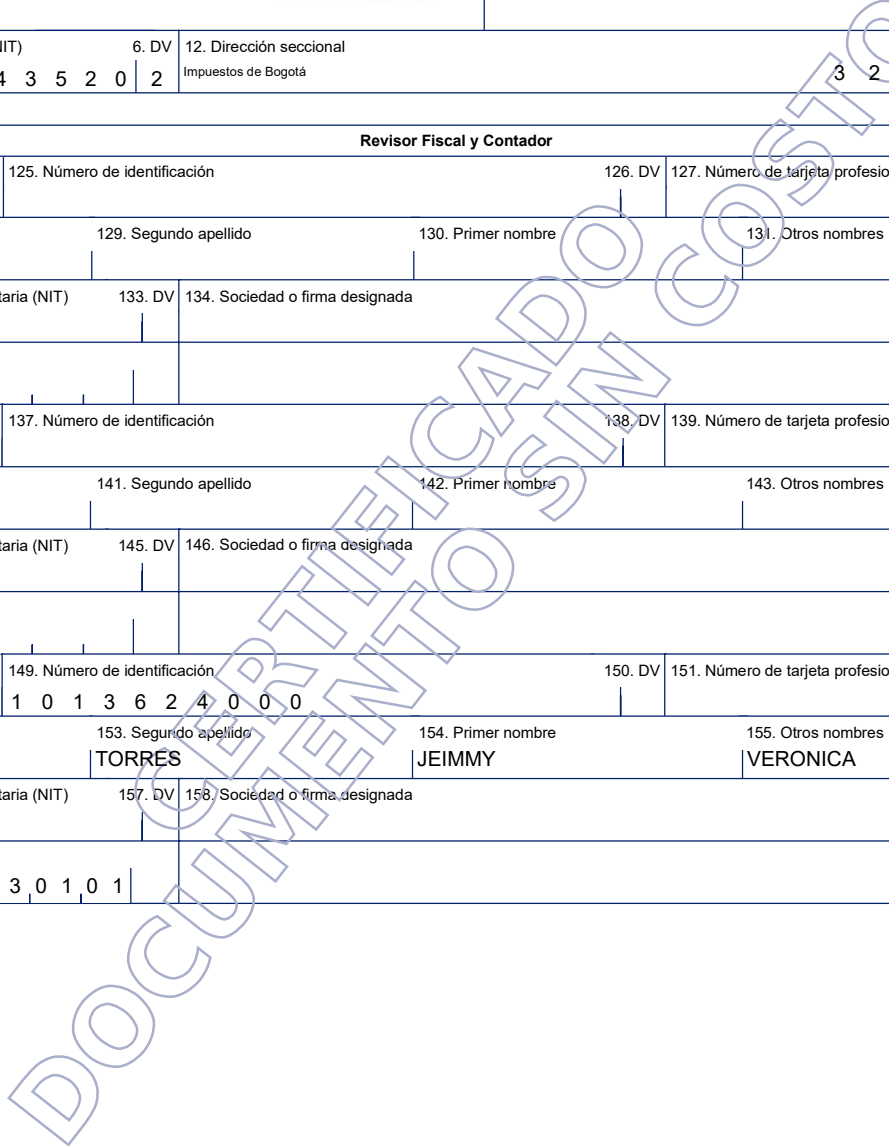 IIT) 6. DV 12. Dirección seccional
4 3 5 2 0 2 Impuestos de Bogotá 3 2
Revisor Fiscal y Contador
125. Número de identificación 126. DV 127. Número de tarjeta profesio
129. Segundo apellido 130. Primer nombre 131. Otros nombres
taria (NIT) 133. DV 134. Sociedad o firma designada
137. Número de identificación 138. DV 139. Número de tarjeta profesio
141. Segundo apellido 142. Primer nombre 143. Otros nombres
taria (NIT) 145. DV 146. Sociedad o firma designada
149. Número de identificación 150. DV 151. Número de tarjeta profesio
1 0 1 3 6 2 4 0 0 0
153. Segundo apellido 154. Primer nombre 155. Otros nombres
TORRES JEIMMY VERONICA
taria (NIT) 157. DV 158. Sociedad o firma designada
3 0 1 0 1
CERTIFICADO
DOCUMENTO SIN COSTO